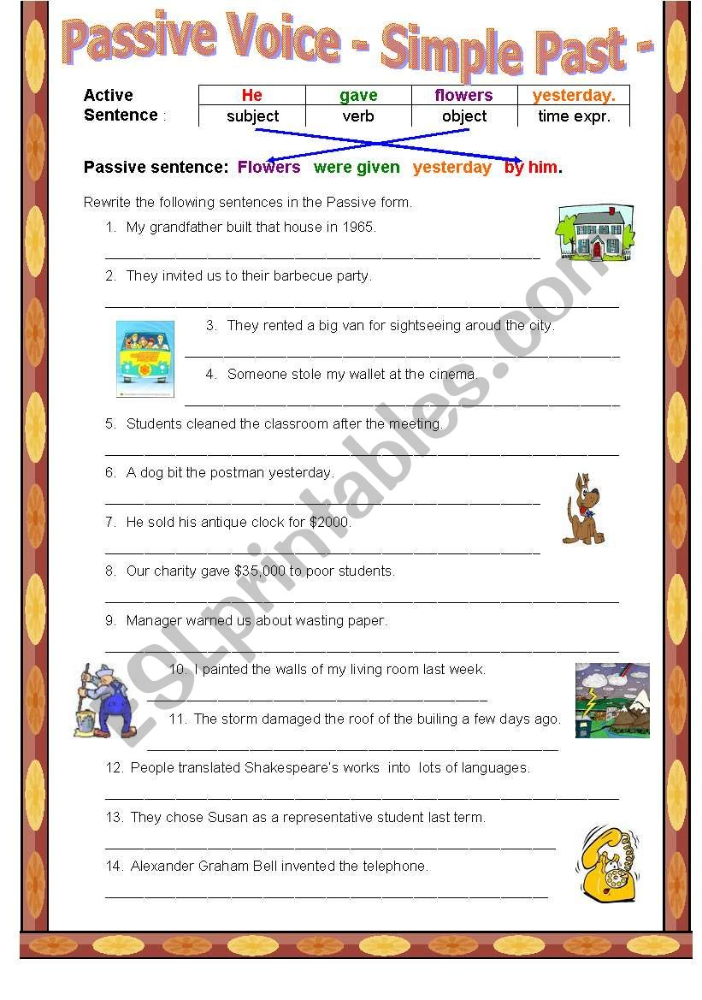 Passive Voice - Simple Past -
Active He gave flowers yesterday.
Sentence : subject verb object time expr.
Passive sentence: Flowers were given yesterday by him.
Rewrite the following sentences in the Passive form.
1. My grandfather built that house in 1965.
2. They invited us to their barbecue party.
3. They rented a big van for sightseeing aroud the city.
4. Someone stole my wallet at the cinema.
5. Students cleaned the classroom after the meeting.
6. A dog bit the postman yesterday.
7. He sold his antique clock for $2000.
8. Our charity gave $35,000 to poor students.
9. Manager warned us about wasting paper.
10. I painted the walls of my living room last week.
11. The storm damaged the roof of the builing a few days ago.
12. People translated Shakespeare's works into lots of languages.
13. They chose Susan as a representative student last term.
14. Alexander Graham Bell invented the telephone.
ESLprintables.com